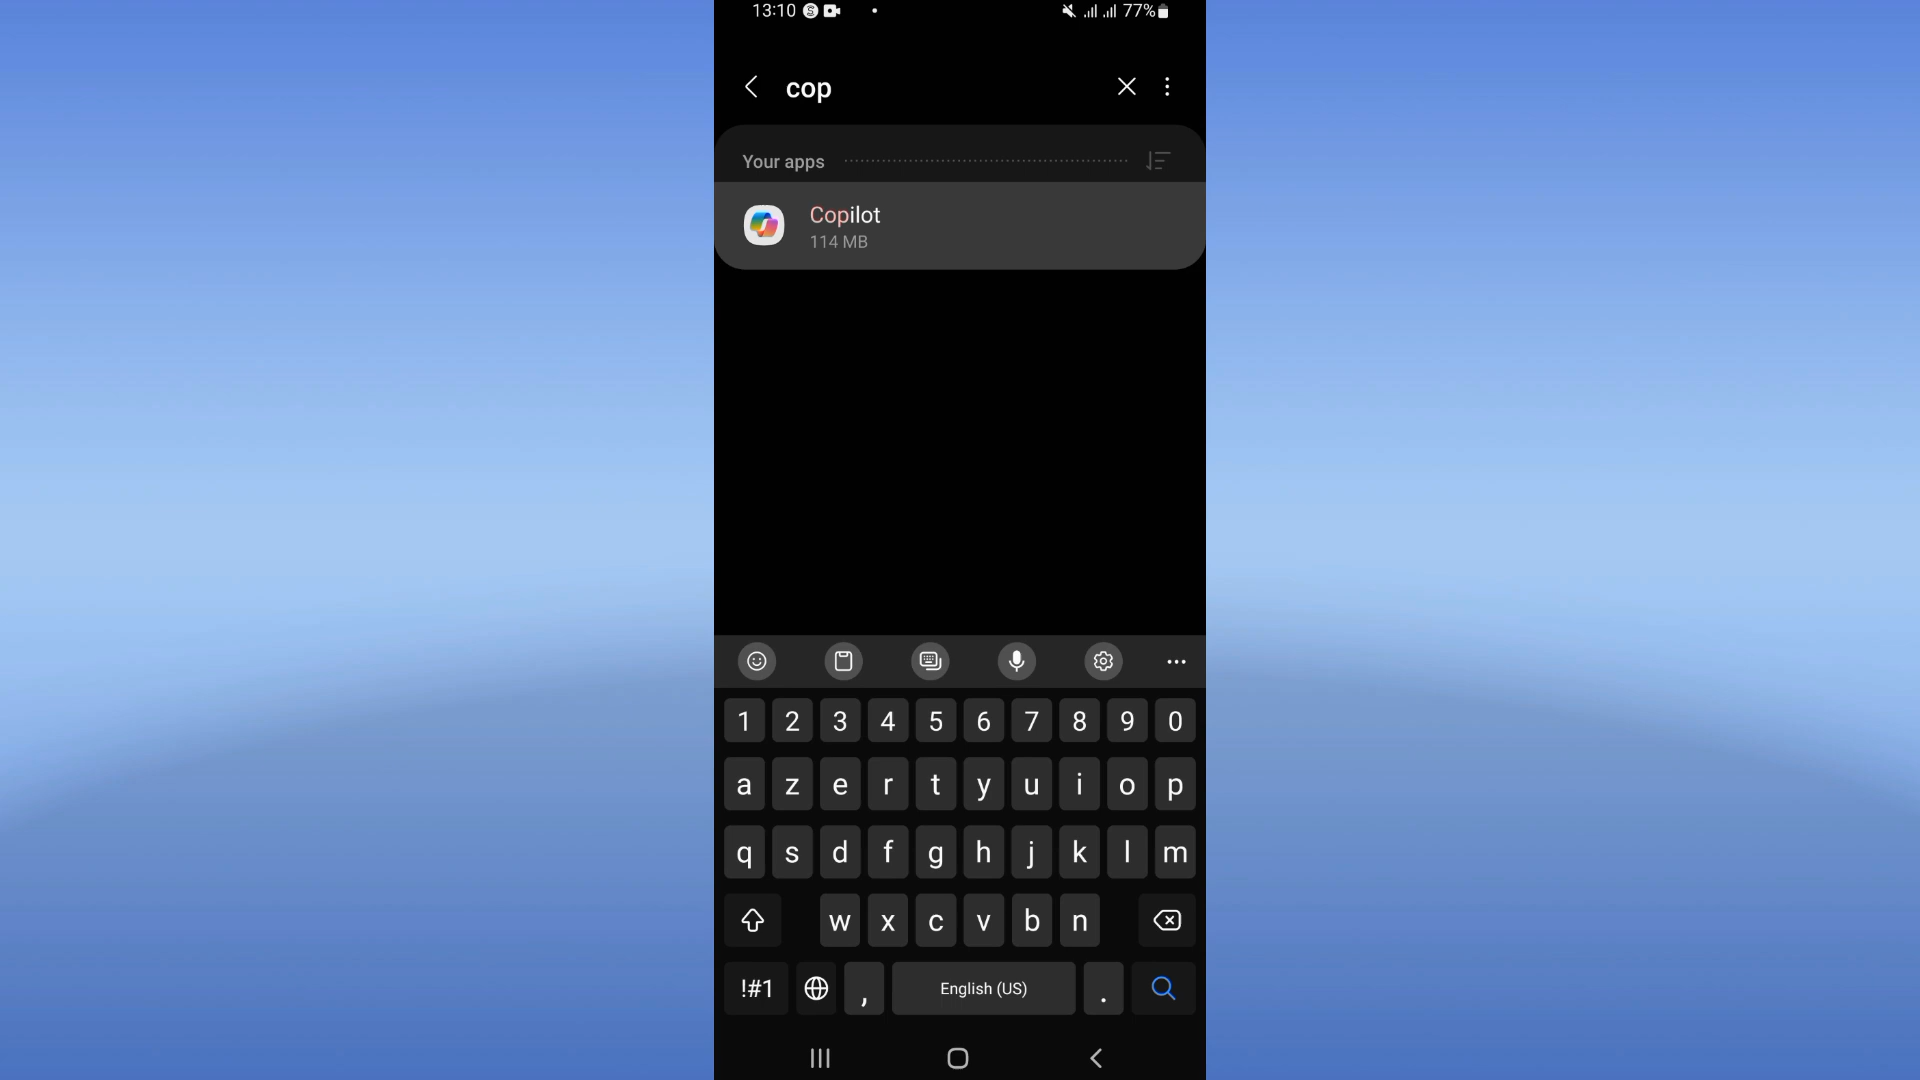 13:10 77%
cop
Your apps
Copilot
114 MB
1 2 3 4 5 6 7 8 9 0
a z e r t y u i o p
q s d f g h j k l m
w x c v b n
!#1 , English (US) .